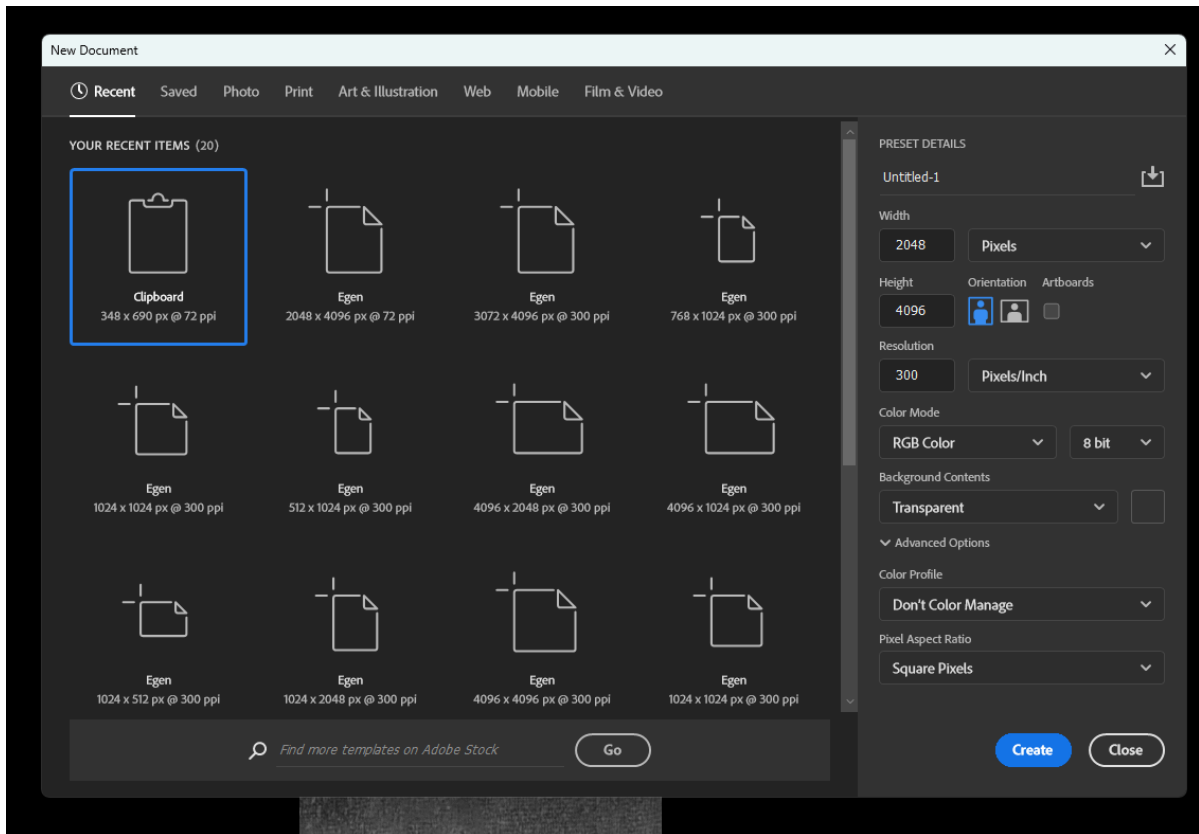 New Document
Recent Saved Photo Print Art & Illustration Web Mobile Film & Video
YOUR RECENT ITEMS (20)
Clipboard
348 x 690 px @ 72 ppi
Egen
2048 x 4096 px @ 72 ppi
Egen
3072 x 4096 px @ 300 ppi
Egen
768 x 1024 px @ 300 ppi
Egen
1024 x 1024 px @ 300 ppi
Egen
512 x 1024 px @ 300 ppi
Egen
4096 x 2048 px @ 300 ppi
Egen
4096 x 1024 px @ 300 ppi
Egen
1024 x 512 px @ 300 ppi
Egen
1024 x 2048 px @ 300 ppi
Egen
4096 x 4096 px @ 300 ppi
Egen
1024 x 1024 px @ 300 ppi
Find more templates on Adobe Stock
Go
PRESET DETAILS
Untitled-1
Width
2048 Pixels
Height Orientation Artboards
4096
Resolution
300 Pixels/Inch
Color Mode
RGB Color 8 bit
Background Contents
Transparent
Advanced Options
Color Profile
Don't Color Manage
Pixel Aspect Ratio
Square Pixels
Create Close